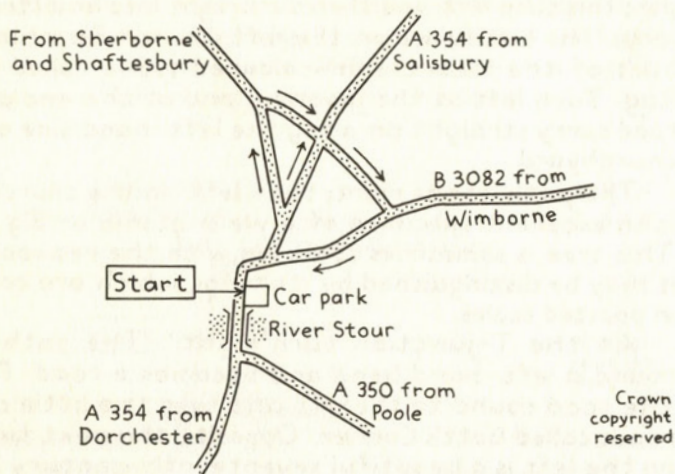 From Sherborne
and Shaftesbury
A 354 from
Salisbury
B 3082 from
Wimborne
Start
Car park
River Stour
A 350 from
Poole
A 354 from
Dorchester
Crown
copyright
reserved